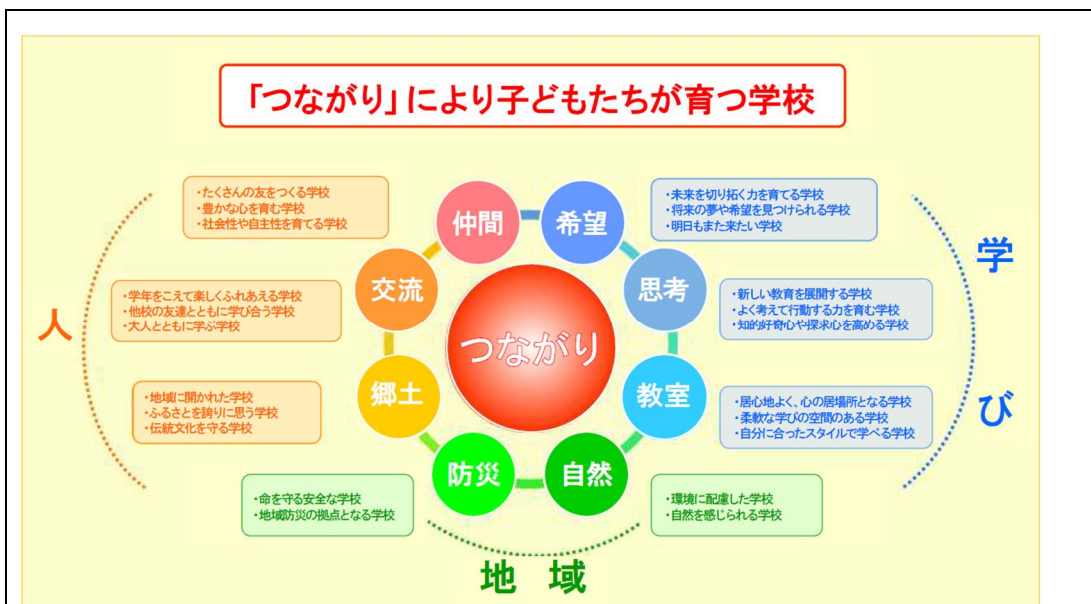 「つながり」により子どもたちが育つ学校
・たくさんの友をつくる学校
・豊かな心を育む学校
・社会性や自主性を育てる学校
仲間
希望
・未来を切り拓く力を育てる学校
・将来の夢や希望を見つけられる学校
・明日もまた来たい学校
人
・学年をこえて楽しくふれあえる学校
・他校の友達とともに学び合う学校
・大人とともに学ぶ学校
交流
思考
・新しい教育を展開する学校
・よく考えて行動する力を育む学校
・知的好奇心や探求心を高める学校
学び
つながり
・地域に開かれた学校
・ふるさとを誇りに思う学校
・伝統文化を守る学校
郷土
教室
・居心地よく、心の居場所となる学校
・柔軟な学びの空間のある学校
・自分に合ったスタイルで学べる学校
・命を守る安全な学校
・地域防災の拠点となる学校
防災
自然
・環境に配慮した学校
・自然を感じられる学校
地域